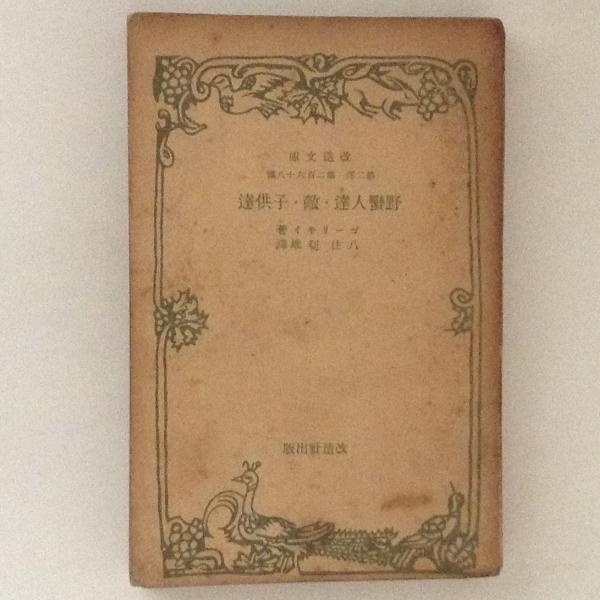 庫文造改
篇八十六百二第 部二第
達供子・敵・達人蠻野
著イキリーゴ
譯雄利 住八
版出社造改